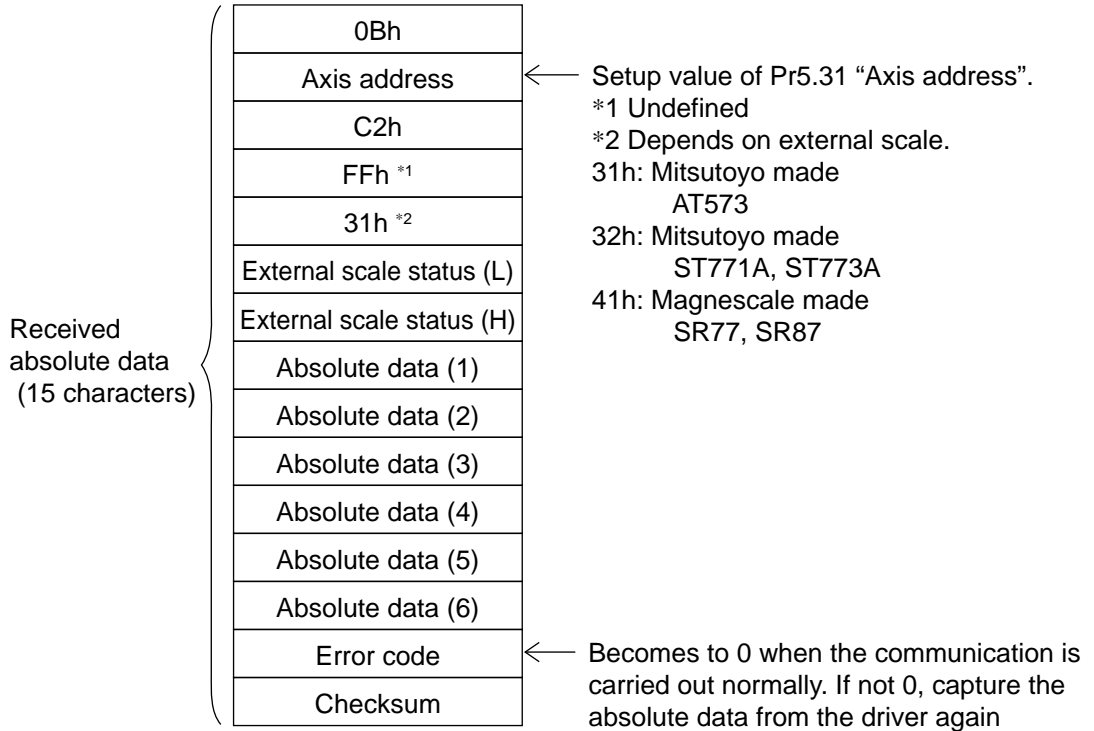 0Bh
Axis address
C2h
FFh *1
31h *2
External scale status (L)
External scale status (H)
Absolute data (1)
Absolute data (2)
Absolute data (3)
Absolute data (4)
Absolute data (5)
Absolute data (6)
Error code
Checksum
Received
absolute data
(15 characters)
Setup value of Pr5.31 “Axis address”.
*1 Undefined
*2 Depends on external scale.
31h: Mitsutoyo made
AT573
32h: Mitsutoyo made
ST771A, ST773A
41h: Magnescale made
SR77, SR87
Becomes to 0 when the communication is
carried out normally. If not 0, capture the
absolute data from the driver again